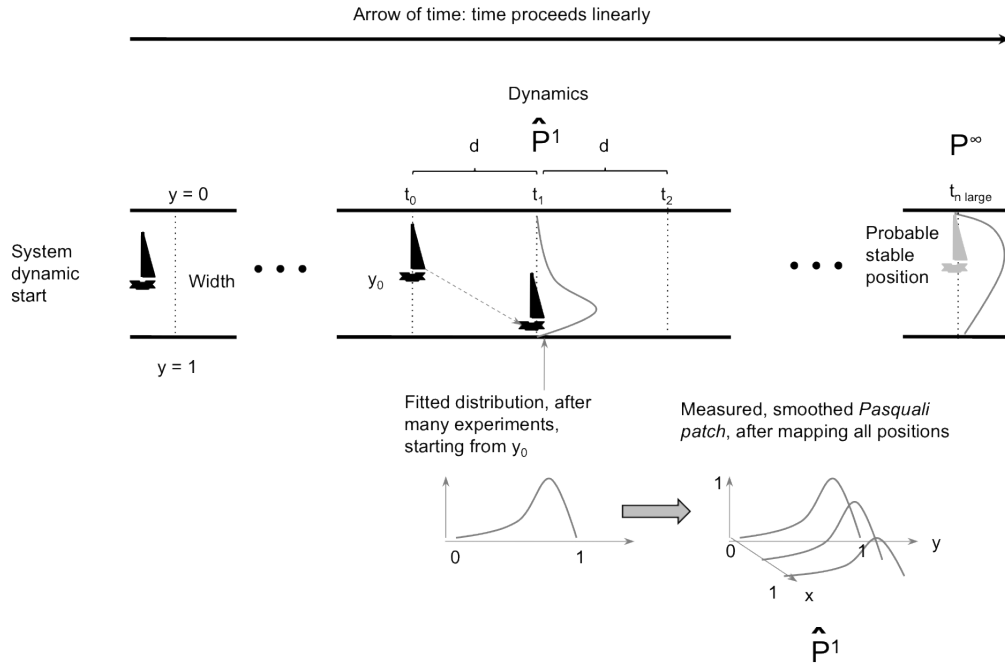 Arrow of time: time proceeds linearly
Dynamics
P̂¹
P^∞
d
d
y = 0
t₀
t₁
t₂
tₙ ₗₐᵣgₑ
System
dynamic
start
Width
y₀
Probable
stable
position
y = 1
Fitted distribution, after
many experiments,
starting from y₀
Measured, smoothed Pasquali
patch, after mapping all positions
0
1
1
0
1
y
1
x
P̂¹